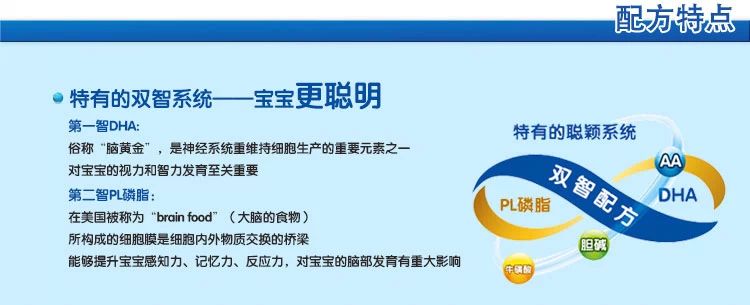 配方特点
特有的双智系统——宝宝更聪明
第一智DHA:
俗称“脑黄金”，是神经系统重维持细胞生产的重要元素之一
对宝宝的视力和智力发育至关重要
第二智PL磷脂：
在美国被称为“brain food”（大脑的食物）
所构成的细胞膜是细胞内外物质交换的桥梁
能够提升宝宝感知力、记忆力、反应力，对宝宝的脑部发育有重大影响
特有的聪颖系统
AA
双智配方
DHA
PL磷脂
胆碱
牛磺酸